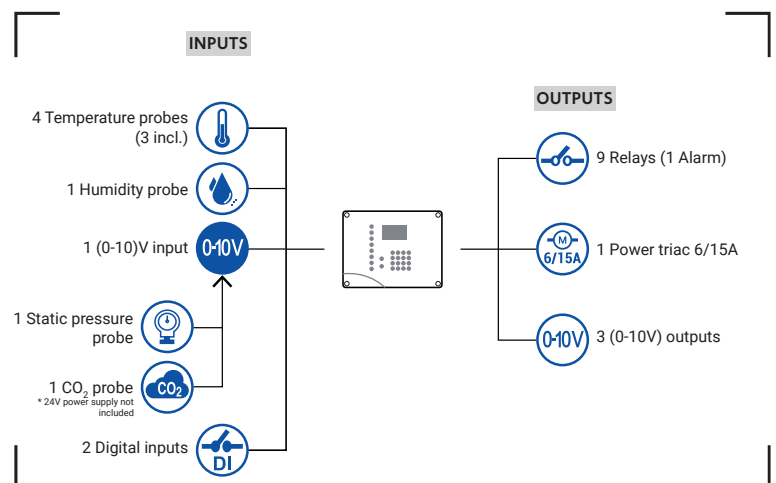 INPUTS
4 Temperature probes
(3 incl.)
1 Humidity probe
1 (0-10)V input
0-10V
1 Static pressure
probe
1 CO₂ probe
* 24V power supply not
included
CO₂
2 Digital inputs
DI
OUTPUTS
9 Relays (1 Alarm)
M
6/15A
1 Power triac 6/15A
0-10V
3 (0-10V) outputs